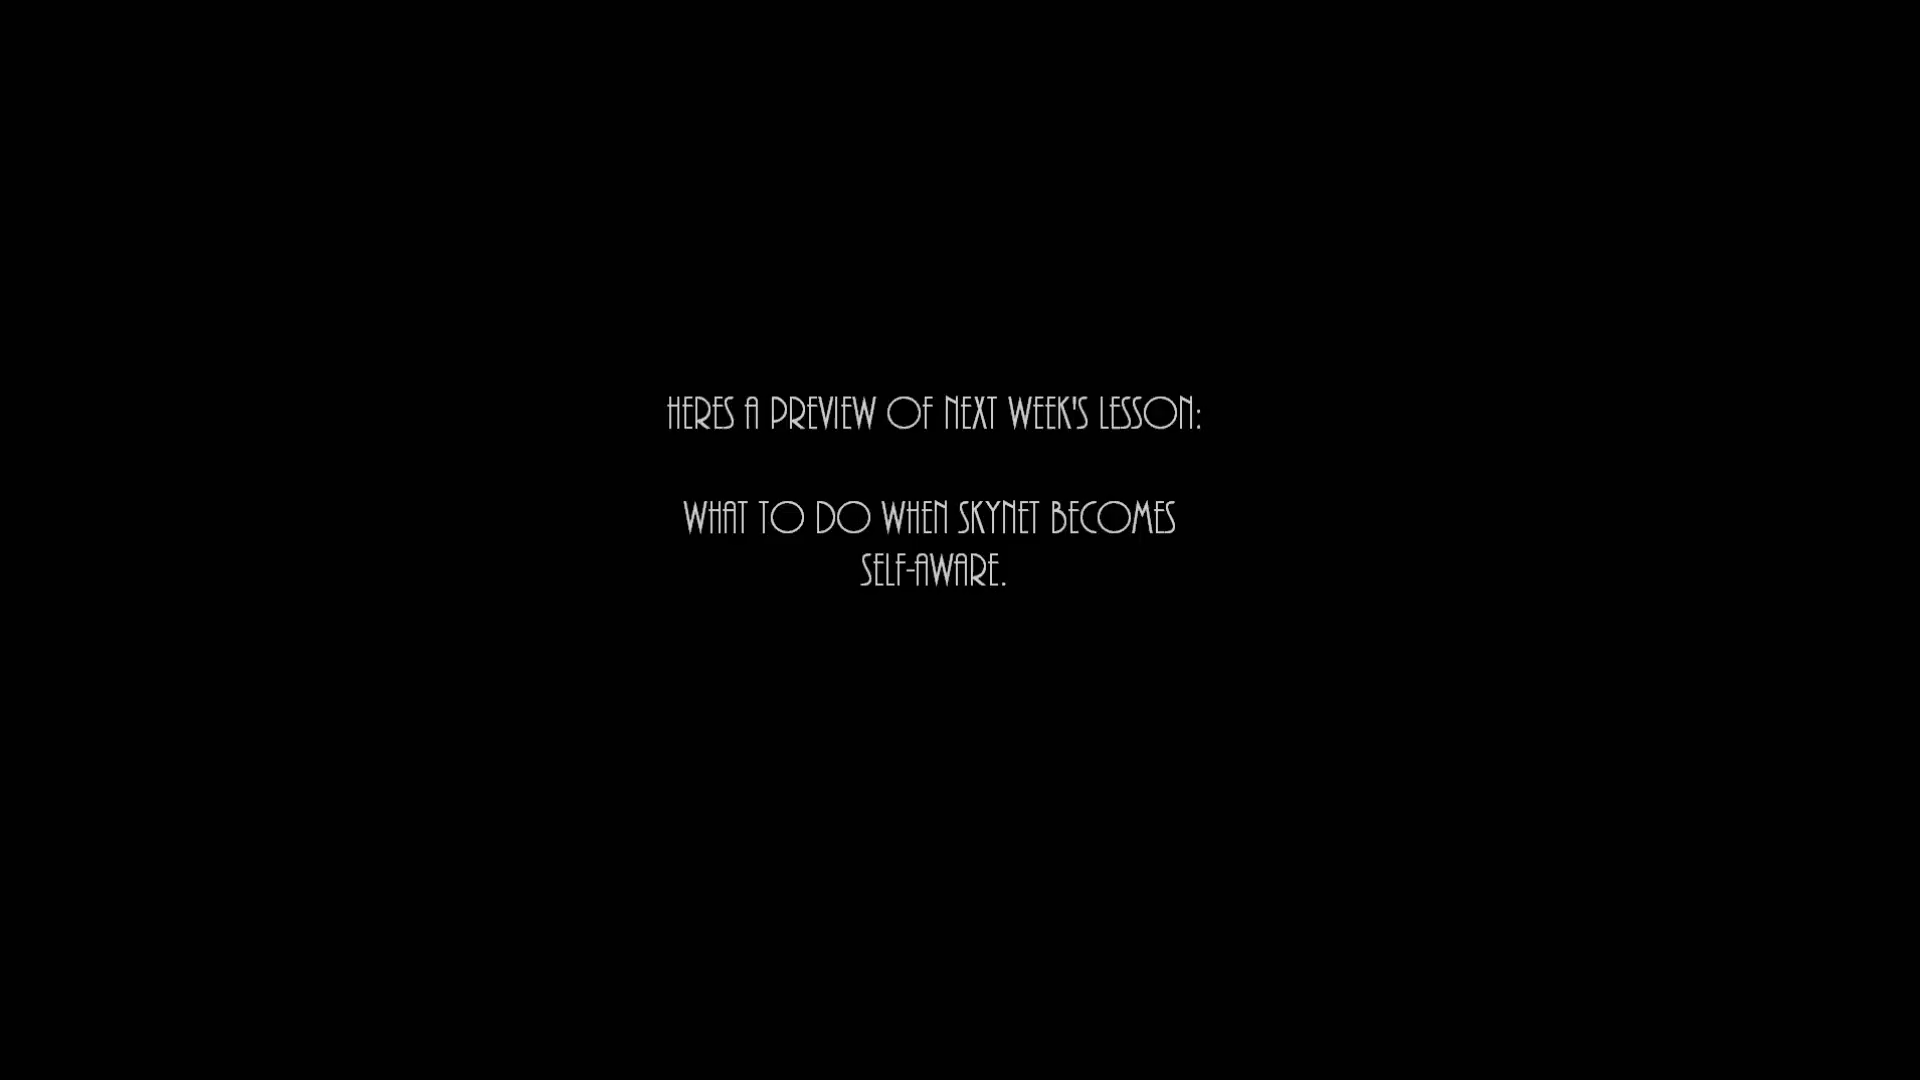 HERES A PREVIEW OF NEXT WEEK'S LESSON:
WHAT TO DO WHEN SKYNET BECOMES
SELF-AWARE.